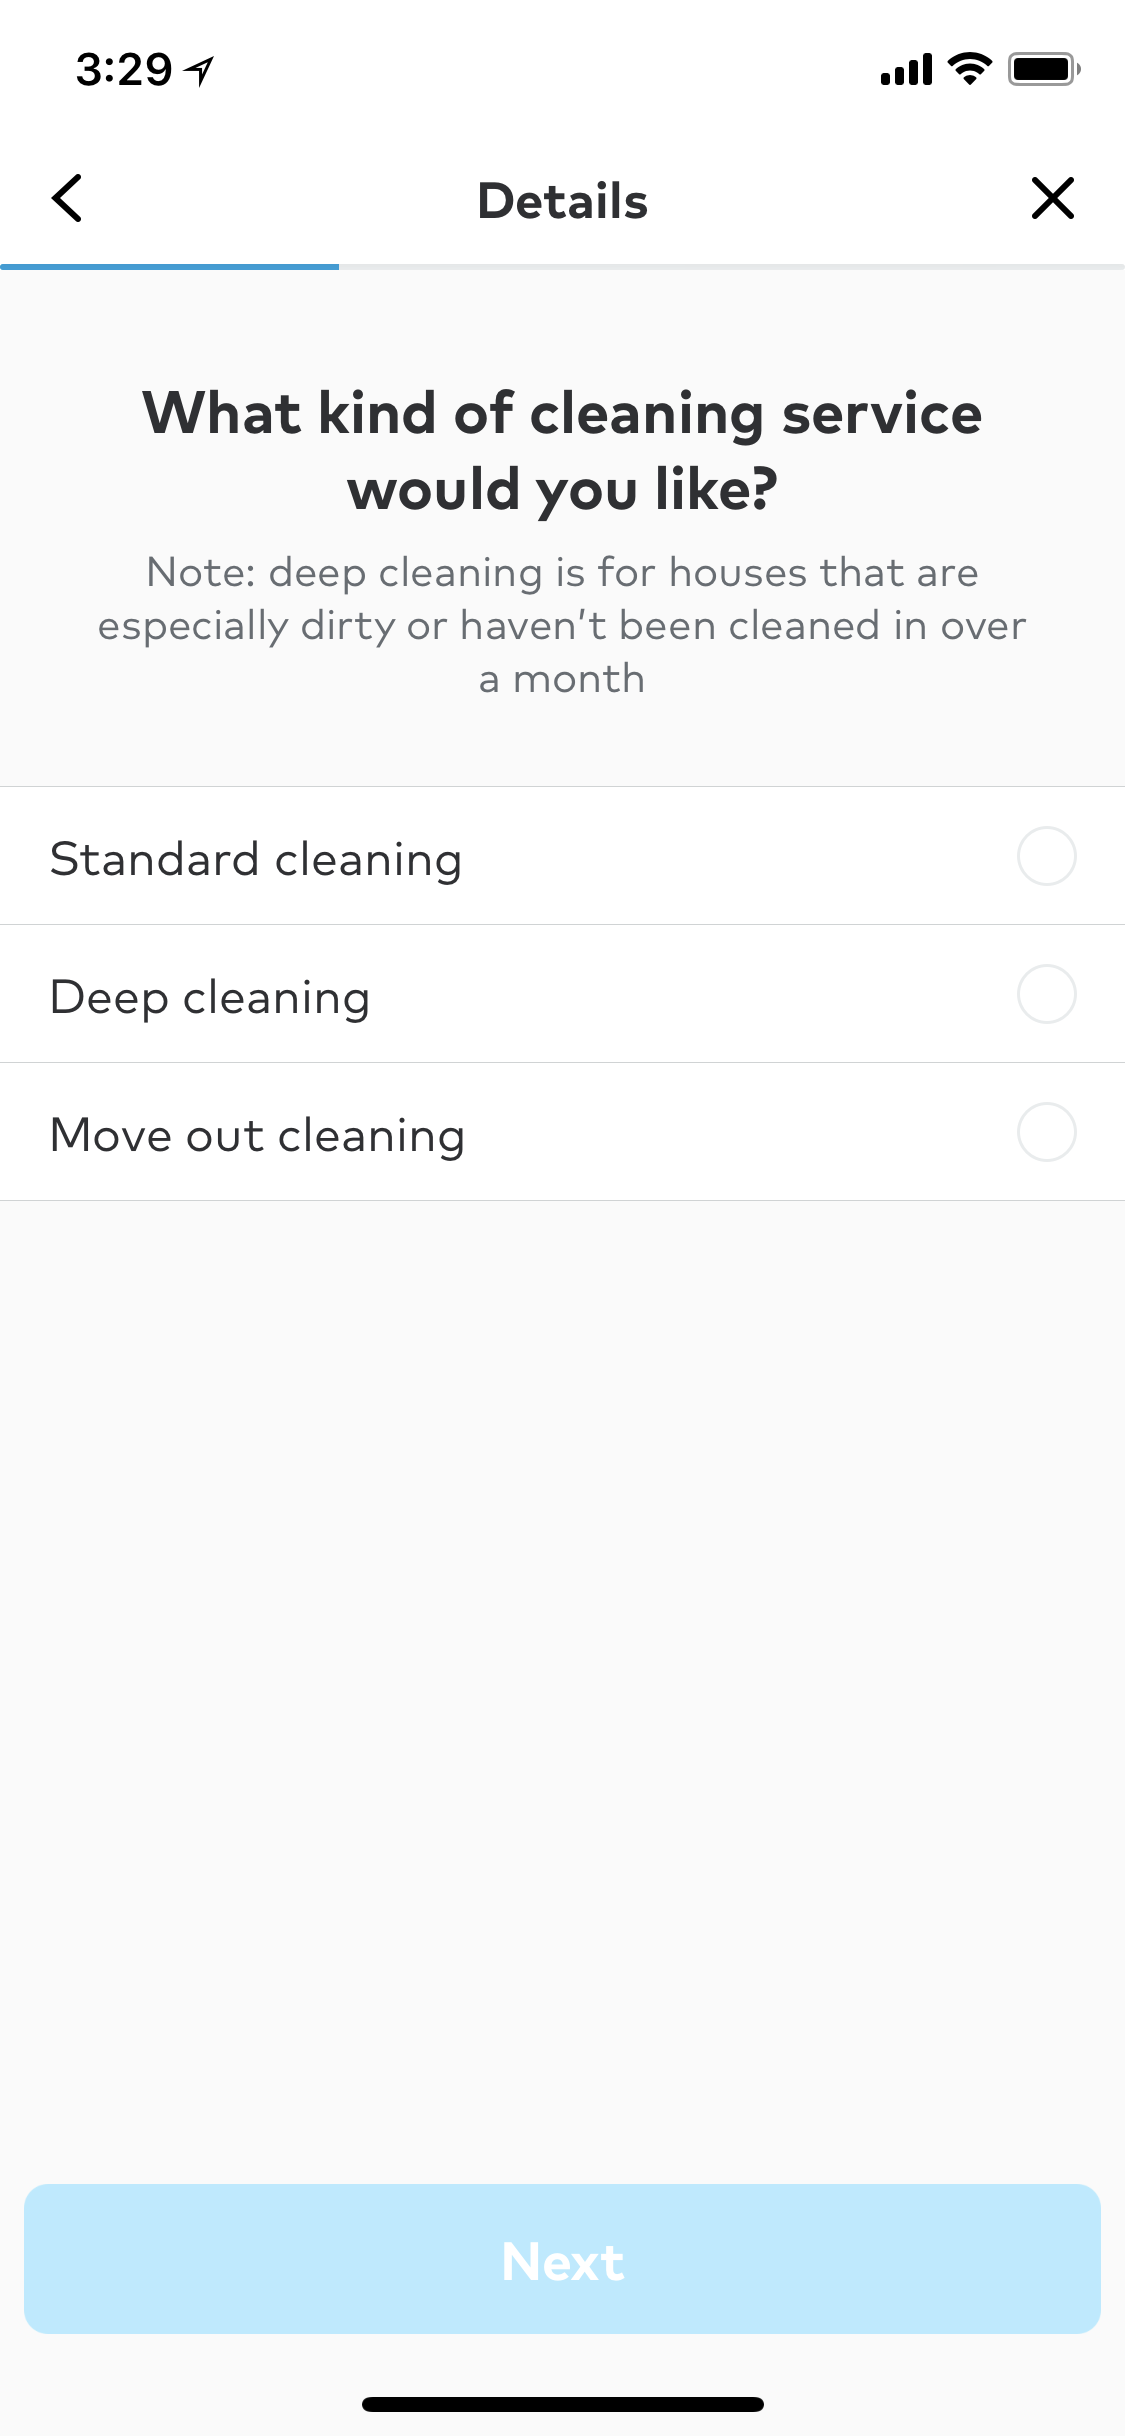 3:29
Details
What kind of cleaning service
would you like?
Note: deep cleaning is for houses that are
especially dirty or haven't been cleaned in over
a month
Standard cleaning
Deep cleaning
Move out cleaning
Next